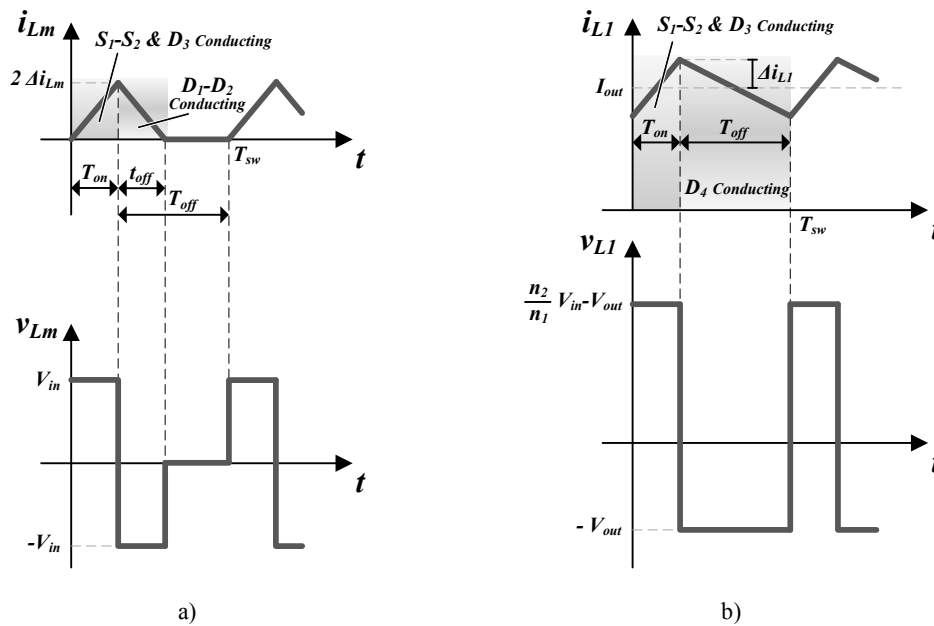 i_Lm
S1-S2 & D3 Conducting
2 Δi_Lm
D1-D2
Conducting
t
T_sw
T_on
t_off
T_off
v_Lm
V_in
t
-V_in
a)
i_L1
S1-S2 & D3 Conducting
Δi_L1
I_out
T_on
T_off
D4 Conducting
T_sw
t
v_L1
n2/n1 V_in-V_out
t
- V_out
b)